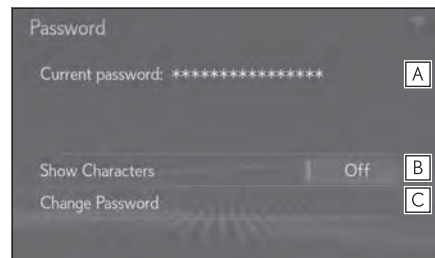 Password
Current password: **************** A
Show Characters Off B
Change Password C